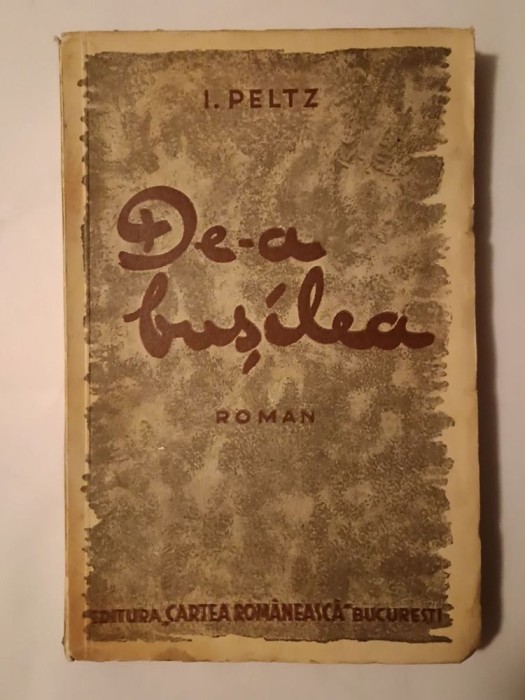 I. PELTZ
De-a
bușilea
ROMAN
EDITURA „CARTEA ROMÂNEASCĂ” BUCUREȘTI